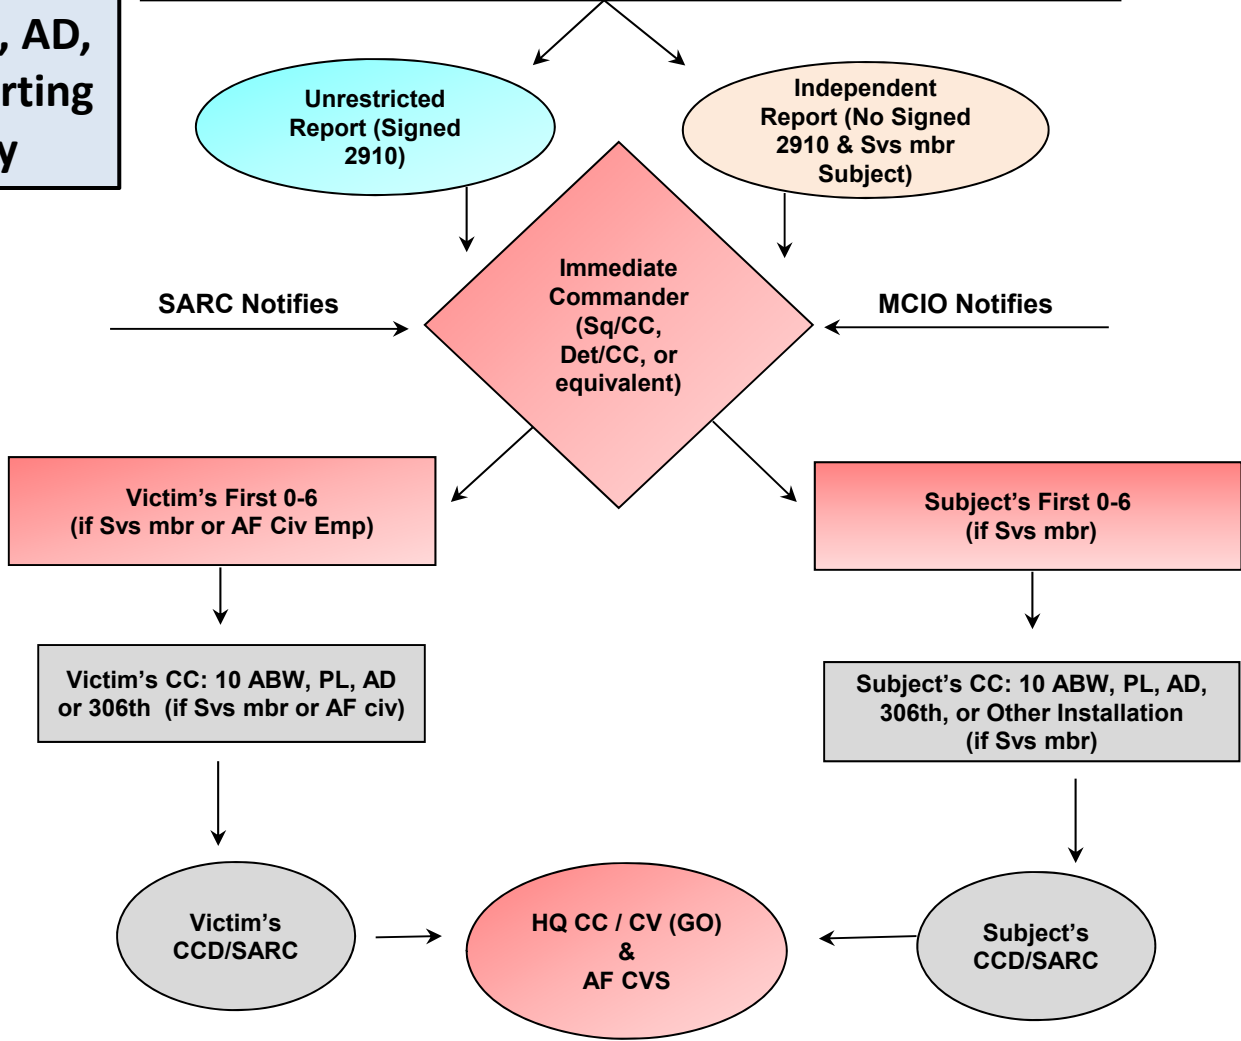 , AD,
rting
y
Unrestricted
Report (Signed
2910)
Independent
Report (No Signed
2910 & Svs mbr
Subject)
Immediate
Commander
(Sq/CC,
Det/CC, or
equivalent)
SARC Notifies
MCIO Notifies
Victim’s First 0-6
(if Svs mbr or AF Civ Emp)
Subject’s First 0-6
(if Svs mbr)
Victim’s CC: 10 ABW, PL, AD
or 306th (if Svs mbr or AF civ)
Subject’s CC: 10 ABW, PL, AD,
306th, or Other Installation
(if Svs mbr)
Victim’s
CCD/SARC
HQ CC / CV (GO)
&
AF CVS
Subject’s
CCD/SARC